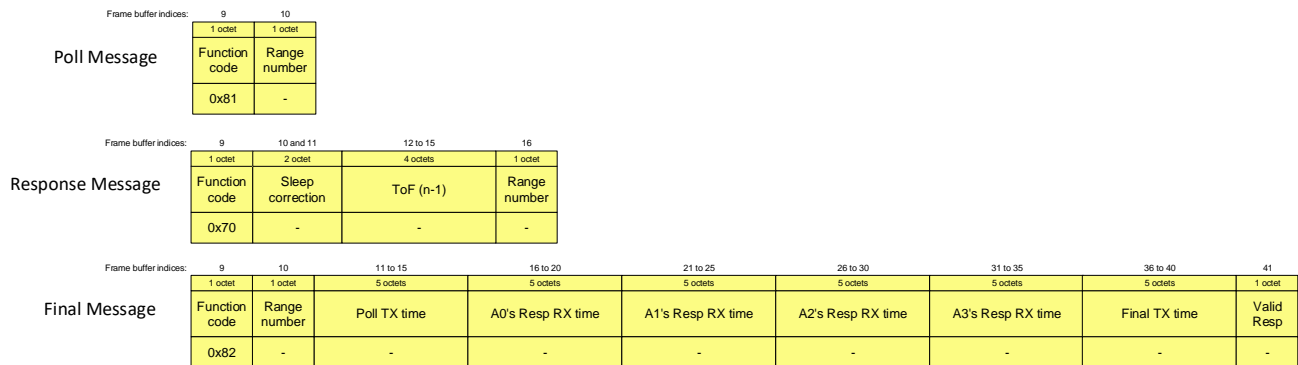 Frame buffer indices: 9 10
1 octet 1 octet
Poll Message
Function code Range number
0x81 -
Frame buffer indices: 9 10 and 11 12 to 15 16
1 octet 2 octet 4 octets 1 octet
Response Message
Function code Sleep correction ToF (n-1) Range number
0x70 - - -
Frame buffer indices: 9 10 11 to 15 16 to 20 21 to 25 26 to 30 31 to 35 36 to 40 41
1 octet 1 octet 5 octets 5 octets 5 octets 5 octets 5 octets 5 octets 1 octet
Final Message
Function code Range number Poll TX time A0's Resp RX time A1's Resp RX time A2's Resp RX time A3's Resp RX time Final TX time Valid Resp
0x82 - - - - - - - -